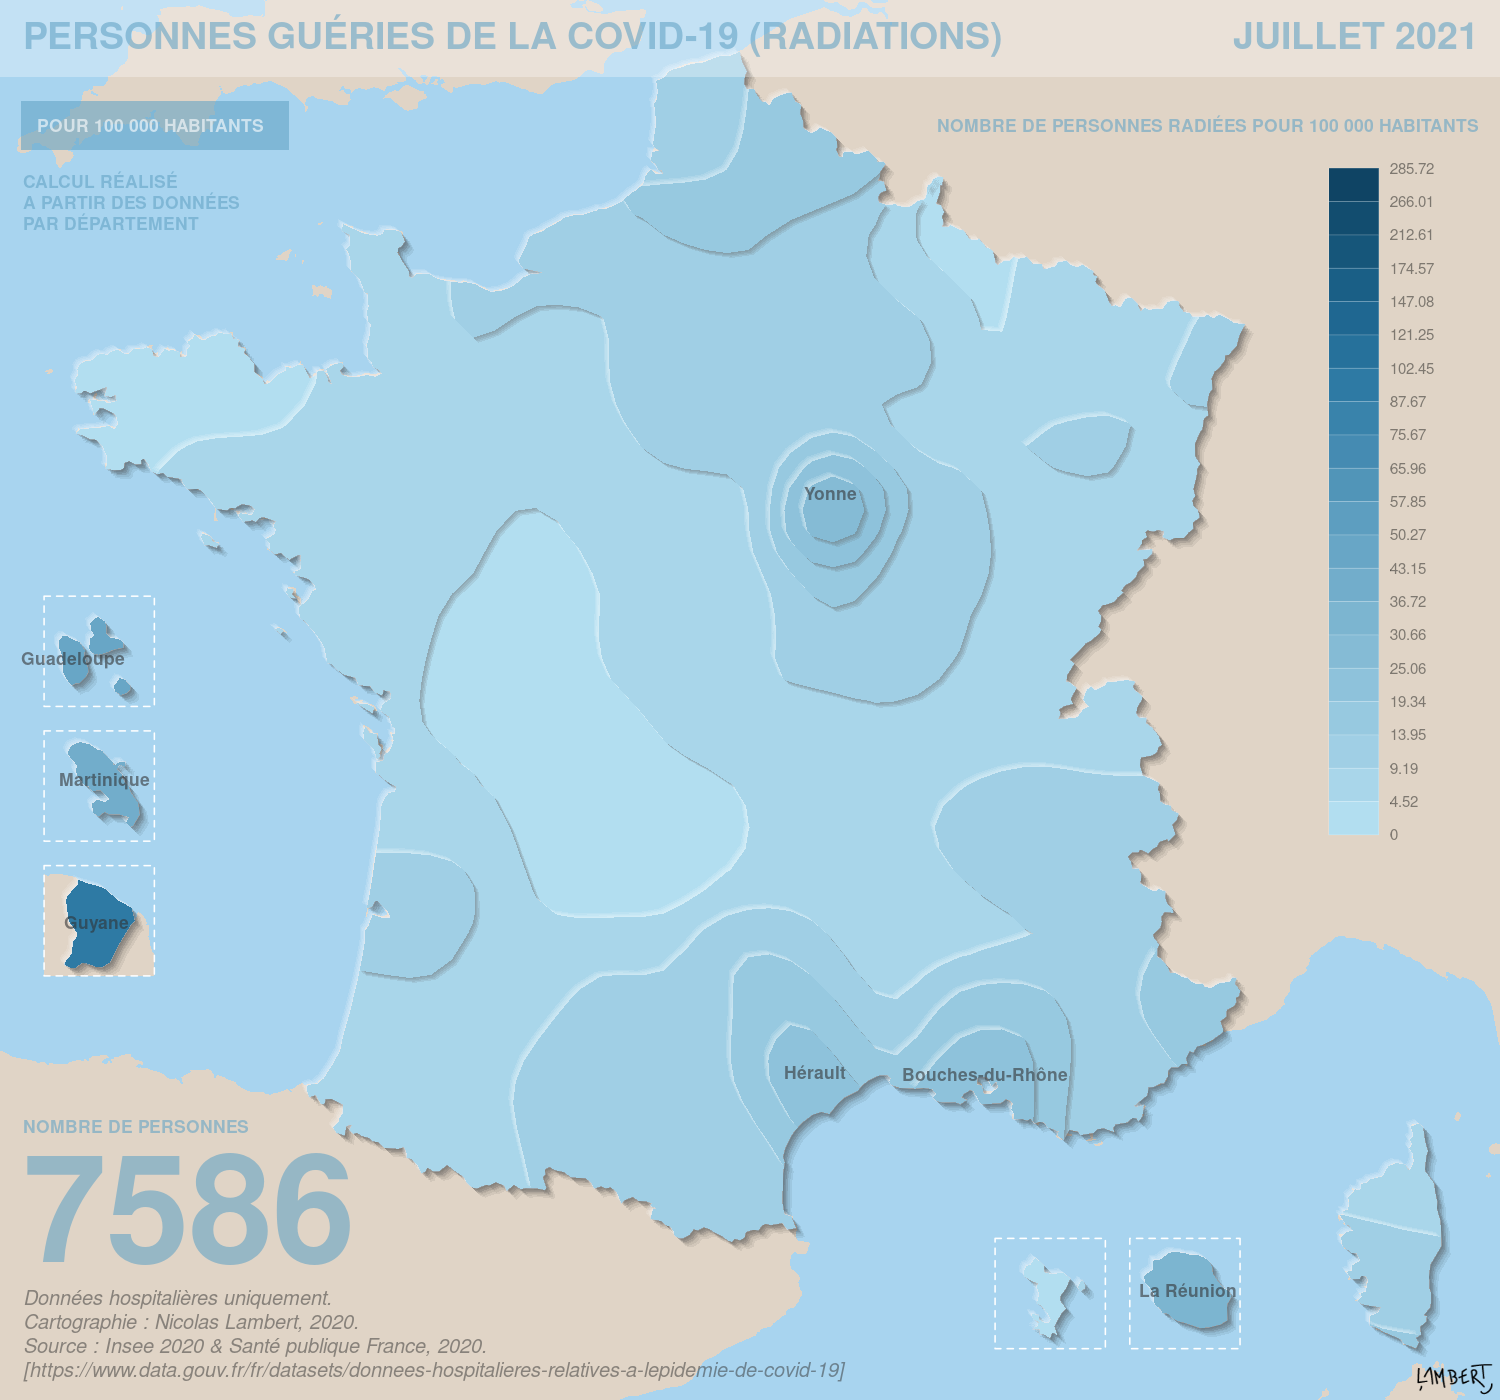 PERSONNES GUÉRIES DE LA COVID-19 (RADIATIONS)
JUILLET 2021
POUR 100 000 HABITANTS
CALCUL RÉALISÉ
A PARTIR DES DONNÉES
PAR DÉPARTEMENT
NOMBRE DE PERSONNES RADIÉES POUR 100 000 HABITANTS
285.72
266.01
212.61
174.57
147.08
121.25
102.45
87.67
75.67
65.96
57.85
50.27
43.15
36.72
30.66
25.06
19.34
13.95
9.19
4.52
0
Yonne
Guadeloupe
Martinique
Guyane
Hérault
Bouches-du-Rhône
La Réunion
NOMBRE DE PERSONNES
7586
Données hospitalières uniquement.
Cartographie : Nicolas Lambert, 2020.
Source : Insee 2020 & Santé publique France, 2020.
[https://www.data.gouv.fr/fr/datasets/donnees-hospitalieres-relatives-a-lepidemie-de-covid-19]
LAMBERT